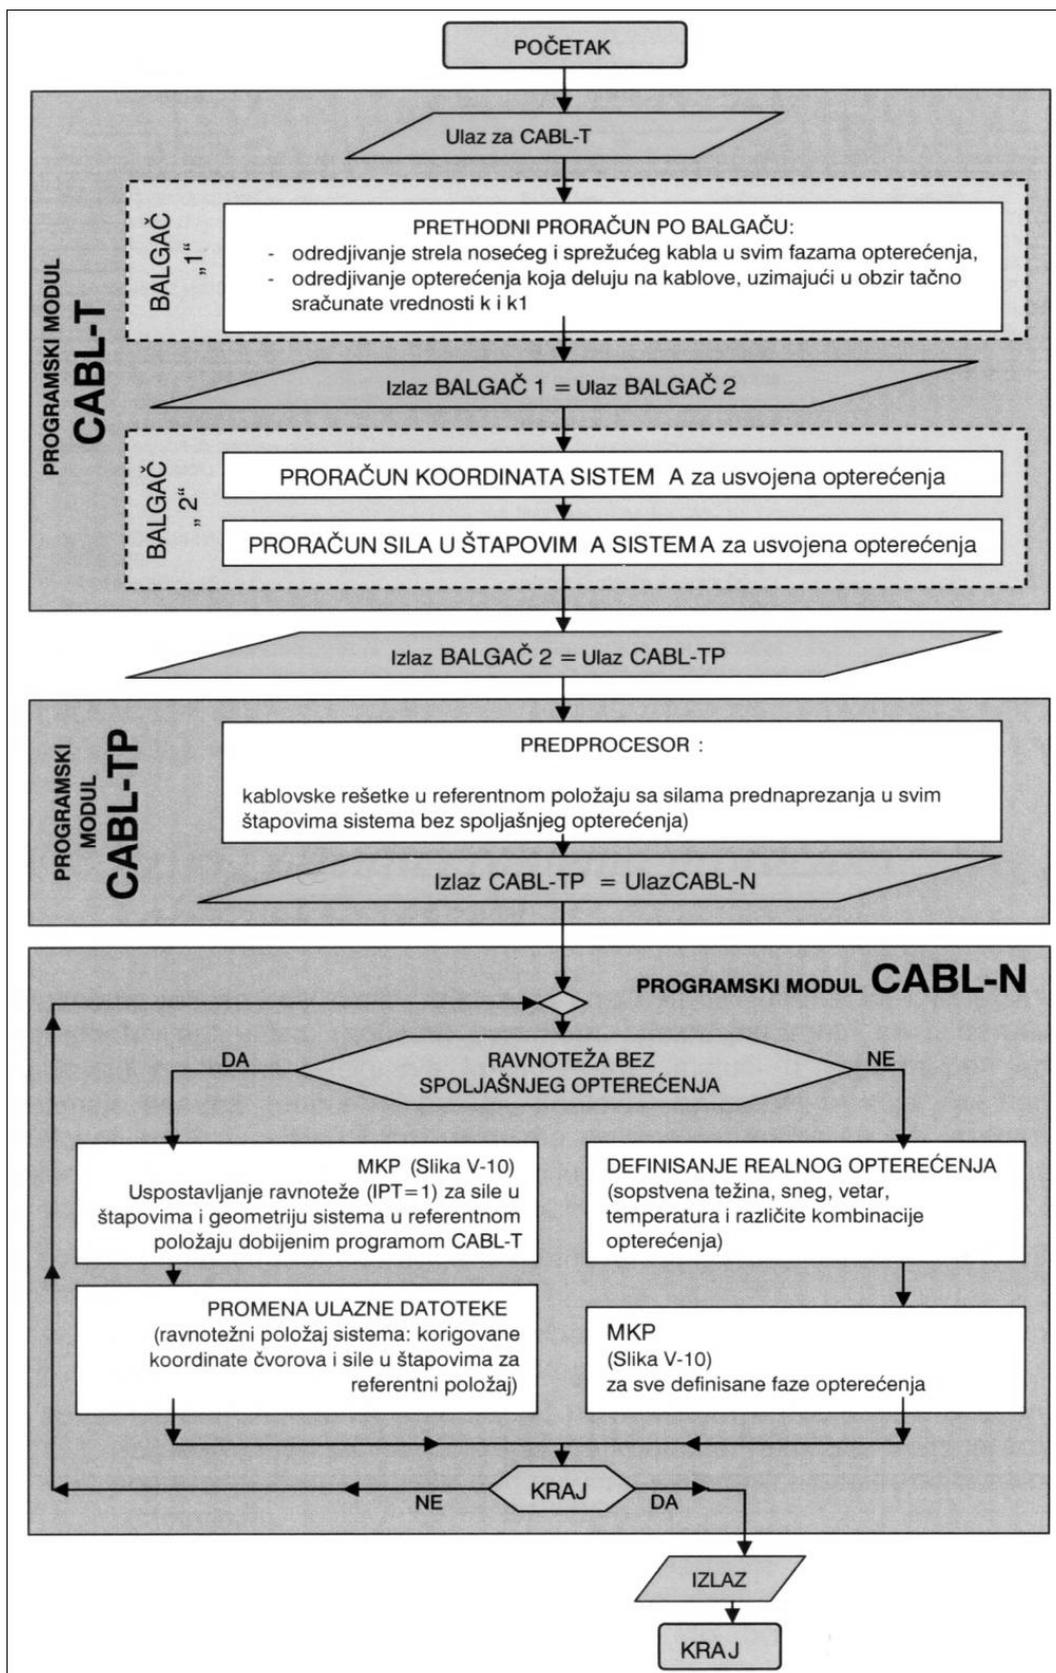 POČETAK
Ulaz za CABL-T
PROGRAMSKI MODUL
CABL-T
BALGAČ
„1“
PRETHODNI PRORAČUN PO BALGAČU:
- odredjivanje strela nosećeg i sprežućeg kabla u svim fazama opterećenja,
- odredjivanje opterećenja koja deluju na kablove, uzimajući u obzir tačno
sračunate vrednosti k i k1
Izlaz BALGAČ 1 = Ulaz BALGAČ 2
BALGAČ
„ 2“
PRORAČUN KOORDINATA SISTEM A za usvojena opterećenja
PRORAČUN SILA U ŠTAPOVIM A SISTEMA za usvojena opterećenja
Izlaz BALGAČ 2 = Ulaz CABL-TP
PROGRAMSKI
MODUL
CABL-TP
PREDPROCESOR :
kablovske rešetke u referentnom položaju sa silama prednaprezanja u svim
štapovima sistema bez spoljašnjeg opterećenja)
Izlaz CABL-TP = UlazCABL-N
PROGRAMSKI MODUL CABL-N
DA
RAVNOTEŽA BEZ
SPOLJAŠNJEG OPTEREĆENJA
NE
MKP (Slika V-10)
Uspostavljanje ravnoteže (IPT=1) za sile u
štapovima i geometriju sistema u referentnom
položaju dobijenim programom CABL-T
DEFINISANJE REALNOG OPTEREĆENJA
(sopstvena težina, sneg, vetar,
temperatura i različite kombinacije
opterećenja)
PROMENA ULAZNE DATOTEKE
(ravnotežni položaj sistema: korigovane
koordinate čvorova i sile u štapovima za
referentni položaj)
MKP
(Slika V-10)
za sve definisane faze opterećenja
NE
KRAJ
DA
IZLAZ
KRAJ